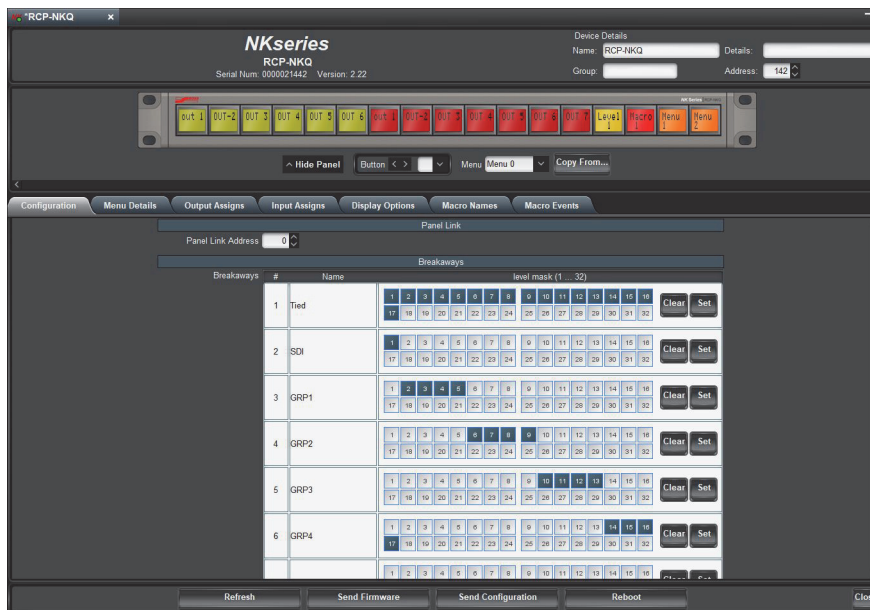 *RCP-NKQ x
NKseries
RCP-NKQ
Serial Num: 0000021442 Version: 2.22
Device Details
Name: RCP-NKQ Details:
Group: Address: 142
out 1 OUT-2 OUT 3 OUT 4 OUT 5 OUT 6 out 1 OUT-2 OUT 3 OUT 4 OUT 5 OUT 6 OUT 7 Level 1 Macro 1 Menu 1 Menu 2
Hide Panel Button < > Menu Menu 0 Copy From...
<
Configuration Menu Details Output Assigns Input Assigns Display Options Macro Names Macro Events
Panel Link
Panel Link Address 0
Breakaways
Breakaways # Name level mask (1 ... 32)
1 Tied 1 2 3 4 5 6 7 8 9 10 11 12 13 14 15 16 Clear Set
17 18 19 20 21 22 23 24 25 26 27 28 29 30 31 32
2 SDI 1 2 3 4 5 6 7 8 9 10 11 12 13 14 15 16 Clear Set
17 18 19 20 21 22 23 24 25 26 27 28 29 30 31 32
3 GRP1 1 2 3 4 5 6 7 8 9 10 11 12 13 14 15 16 Clear Set
17 18 19 20 21 22 23 24 25 26 27 28 29 30 31 32
4 GRP2 1 2 3 4 5 6 7 8 9 10 11 12 13 14 15 16 Clear Set
17 18 19 20 21 22 23 24 25 26 27 28 29 30 31 32
5 GRP3 1 2 3 4 5 6 7 8 9 10 11 12 13 14 15 16 Clear Set
17 18 19 20 21 22 23 24 25 26 27 28 29 30 31 32
6 GRP4 1 2 3 4 5 6 7 8 9 10 11 12 13 14 15 16 Clear Set
17 18 19 20 21 22 23 24 25 26 27 28 29 30 31 32
1 2 3 4 5 6 7 8 9 10 11 12 13 14 15 16
Refresh Send Firmware Send Configuration Reboot Clos